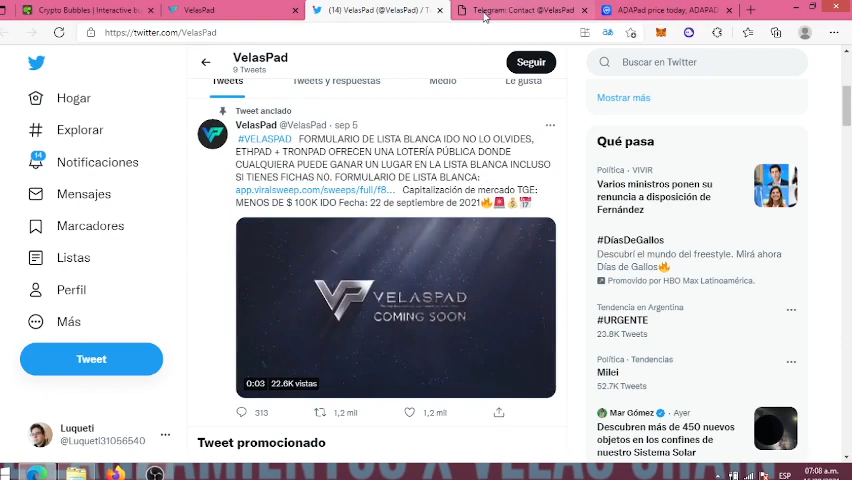 Crypto Bubbles | Interactive bu
VelasPad
(14) VelasPad (@VelasPad) / T
Telegram: Contact @VelasPad
ADAPad price today, ADAPAD
https://twitter.com/VelasPad
VelasPad
9 Tweets
Seguir
Buscar en Twitter
Tweets
Tweets y respuestas
Medio
Le gusta
Mostrar más
Hogar
Explorar
14
Notificaciones
Mensajes
Marcadores
Listas
Perfil
Más
Tweet
Luqueti
@Luqueti31056540
Tweet anclado
VelasPad @VelasPad · sep 5
#VELASPAD FORMULARIO DE LISTA BLANCA IDO NO LO OLVIDES,
ETHPAD + TRONPAD OFRECEN UNA LOTERÍA PÚBLICA DONDE
CUALQUIERA PUEDE GANAR UN LUGAR EN LA LISTA BLANCA INCLUSO
SI TIENES FICHAS N0. FORMULARIO DE LISTA BLANCA:
app.viralsweep.com/sweeps/full/f8... Capitalización de mercado TGE:
MENOS DE $ 100K IDO Fecha: 22 de septiembre de 2021🔥🚨💰📅
VP VELASPAD
COMING SOON
0:03 22.6K vistas
313
1,2 mil
1,2 mil
Tweet promocionado
Qué pasa
Política · VIVIR
Varios ministros ponen su
renuncia a disposición de
Fernández
#DíasDeGallos
Descubrí el mundo del freestyle. Mirá ahora
Días de Gallos🔥
Promovido por HBO Max Latinoamérica.
Tendencia en Argentina
#URGENTE
23.8K Tweets
Política · Tendencias
Milei
52.7K Tweets
Mar Gómez · Ayer
Descubren más de 450 nuevos
objetos en los confines de
nuestro Sistema Solar
ESP
07:08 a.m.